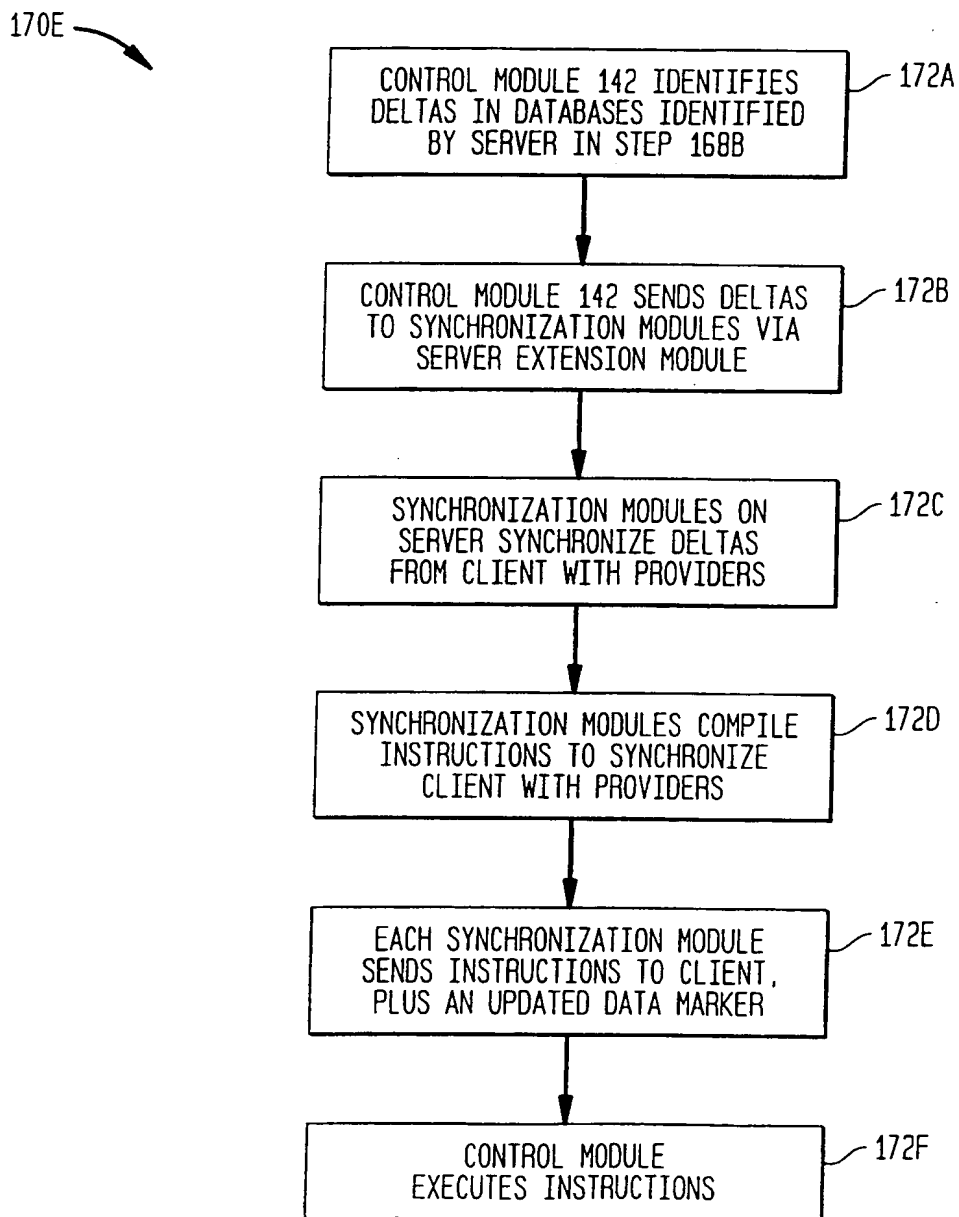 170E
CONTROL MODULE 142 IDENTIFIES
DELTAS IN DATABASES IDENTIFIED
BY SERVER IN STEP 168B
172A
CONTROL MODULE 142 SENDS DELTAS
TO SYNCHRONIZATION MODULES VIA
SERVER EXTENSION MODULE
172B
SYNCHRONIZATION MODULES ON
SERVER SYNCHRONIZE DELTAS
FROM CLIENT WITH PROVIDERS
172C
SYNCHRONIZATION MODULES COMPILE
INSTRUCTIONS TO SYNCHRONIZE
CLIENT WITH PROVIDERS
172D
EACH SYNCHRONIZATION MODULE
SENDS INSTRUCTIONS TO CLIENT,
PLUS AN UPDATED DATA MARKER
172E
CONTROL MODULE
EXECUTES INSTRUCTIONS
172F